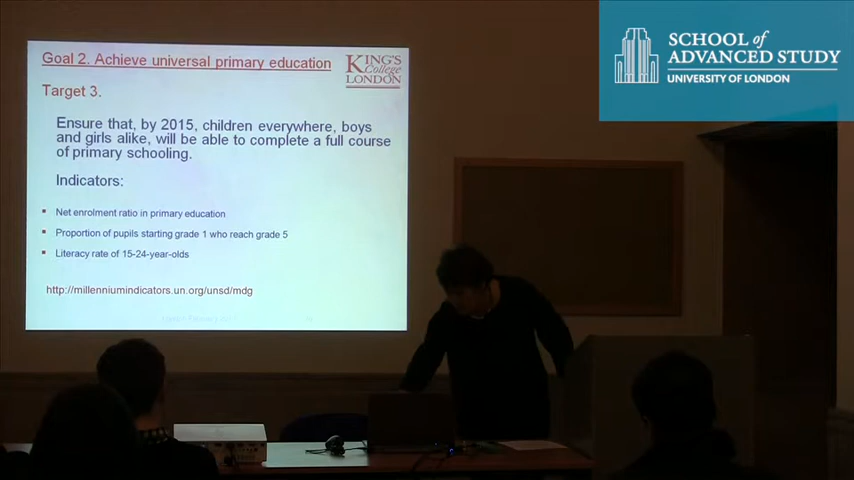 Goal 2. Achieve universal primary education
KING'S
College
LONDON
Target 3.
Ensure that, by 2015, children everywhere, boys
and girls alike, will be able to complete a full course
of primary schooling.
Indicators:
▪ Net enrolment ratio in primary education
▪ Proportion of pupils starting grade 1 who reach grade 5
▪ Literacy rate of 15-24-year-olds
http://millenniumindicators.un.org/unsd/mdg
SCHOOL of
ADVANCED STUDY
UNIVERSITY OF LONDON